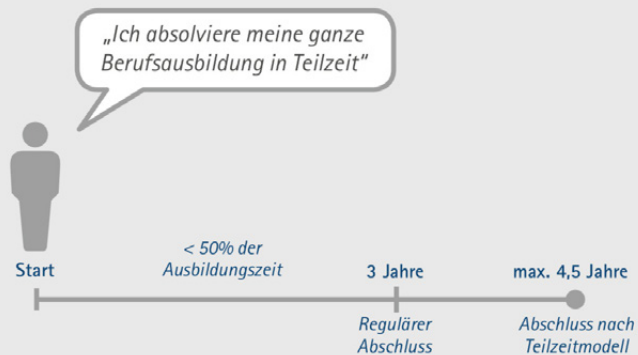 „Ich absolviere meine ganze
Berufsausbildung in Teilzeit“
< 50% der
Ausbildungszeit
Start
3 Jahre
max. 4,5 Jahre
Regulärer
Abschluss
Abschluss nach
Teilzeitmodell